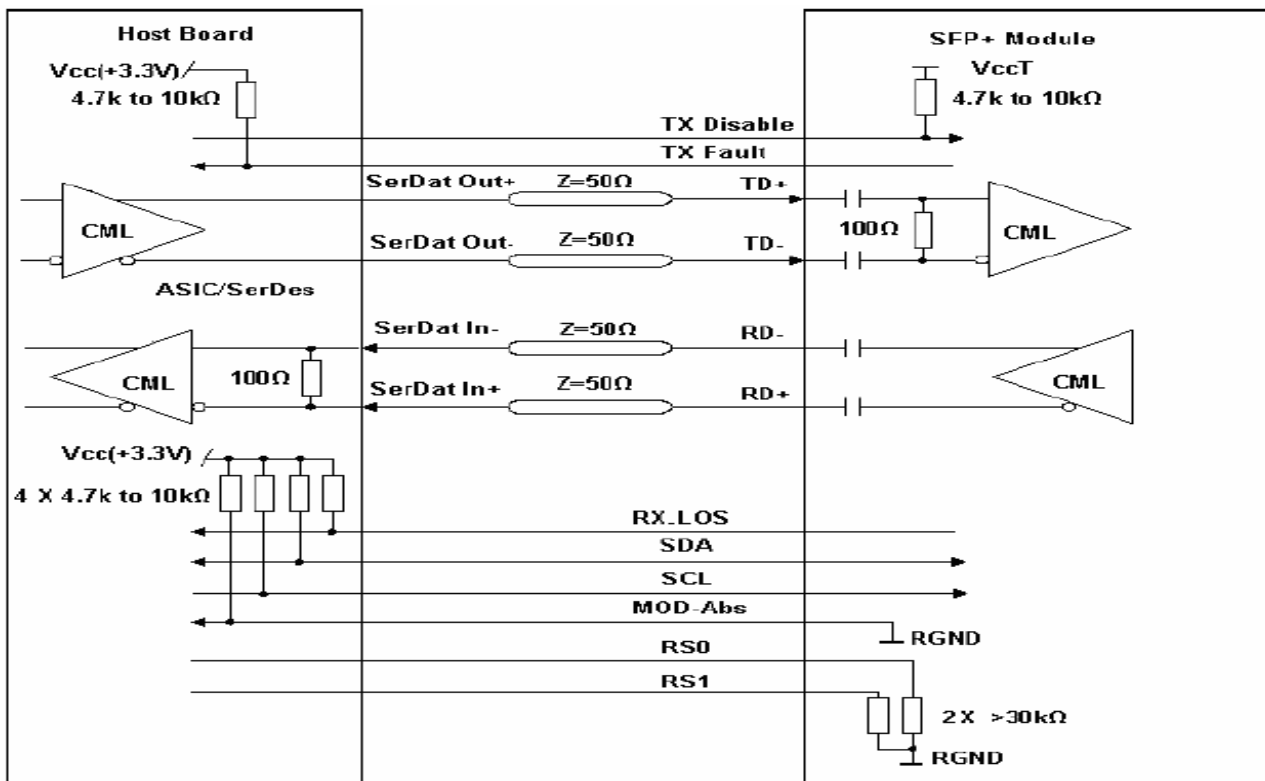 Host Board
SFP+ Module
Vcc(+3.3V)
4.7k to 10kΩ
VccT
4.7k to 10kΩ
TX Disable
TX Fault
SerDat Out+
Z=50Ω
TD+
CML
100Ω
CML
SerDat Out-
Z=50Ω
TD-
ASIC/SerDes
SerDat In-
Z=50Ω
RD-
CML
100Ω
CML
SerDat In+
Z=50Ω
RD+
Vcc(+3.3V)
4 X 4.7k to 10kΩ
RX_LOS
SDA
SCL
MOD-Abs
RGND
RS0
RS1
2X >30kΩ
RGND